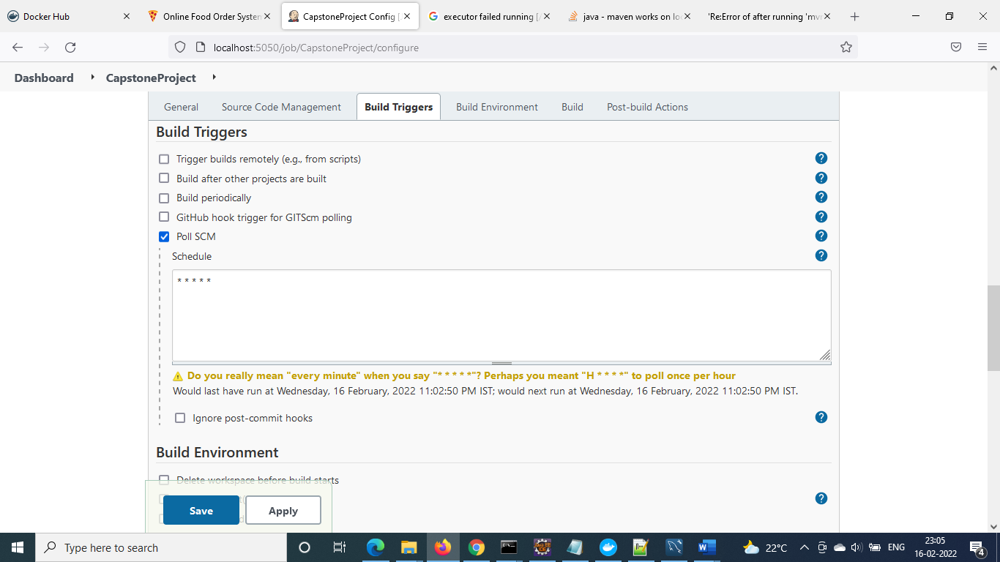 Docker Hub
Online Food Order System
CapstoneProject Config [
executor failed running [/
java - maven works on loc
'Re:Error of after running 'mvn
localhost:5050/job/CapstoneProject/configure
Dashboard CapstoneProject
General Source Code Management Build Triggers Build Environment Build Post-build Actions
Build Triggers
Trigger builds remotely (e.g., from scripts)
Build after other projects are built
Build periodically
GitHub hook trigger for GITScm polling
Poll SCM
Schedule
* * * * *
Do you really mean "every minute" when you say "* * * * *"? Perhaps you meant "H * * * *" to poll once per hour
Would last have run at Wednesday, 16 February, 2022 11:02:50 PM IST; would next run at Wednesday, 16 February, 2022 11:02:50 PM IST.
Ignore post-commit hooks
Build Environment
Delete workspace before build starts
Save Apply
Type here to search
22°C
ENG
23:05
16-02-2022
4